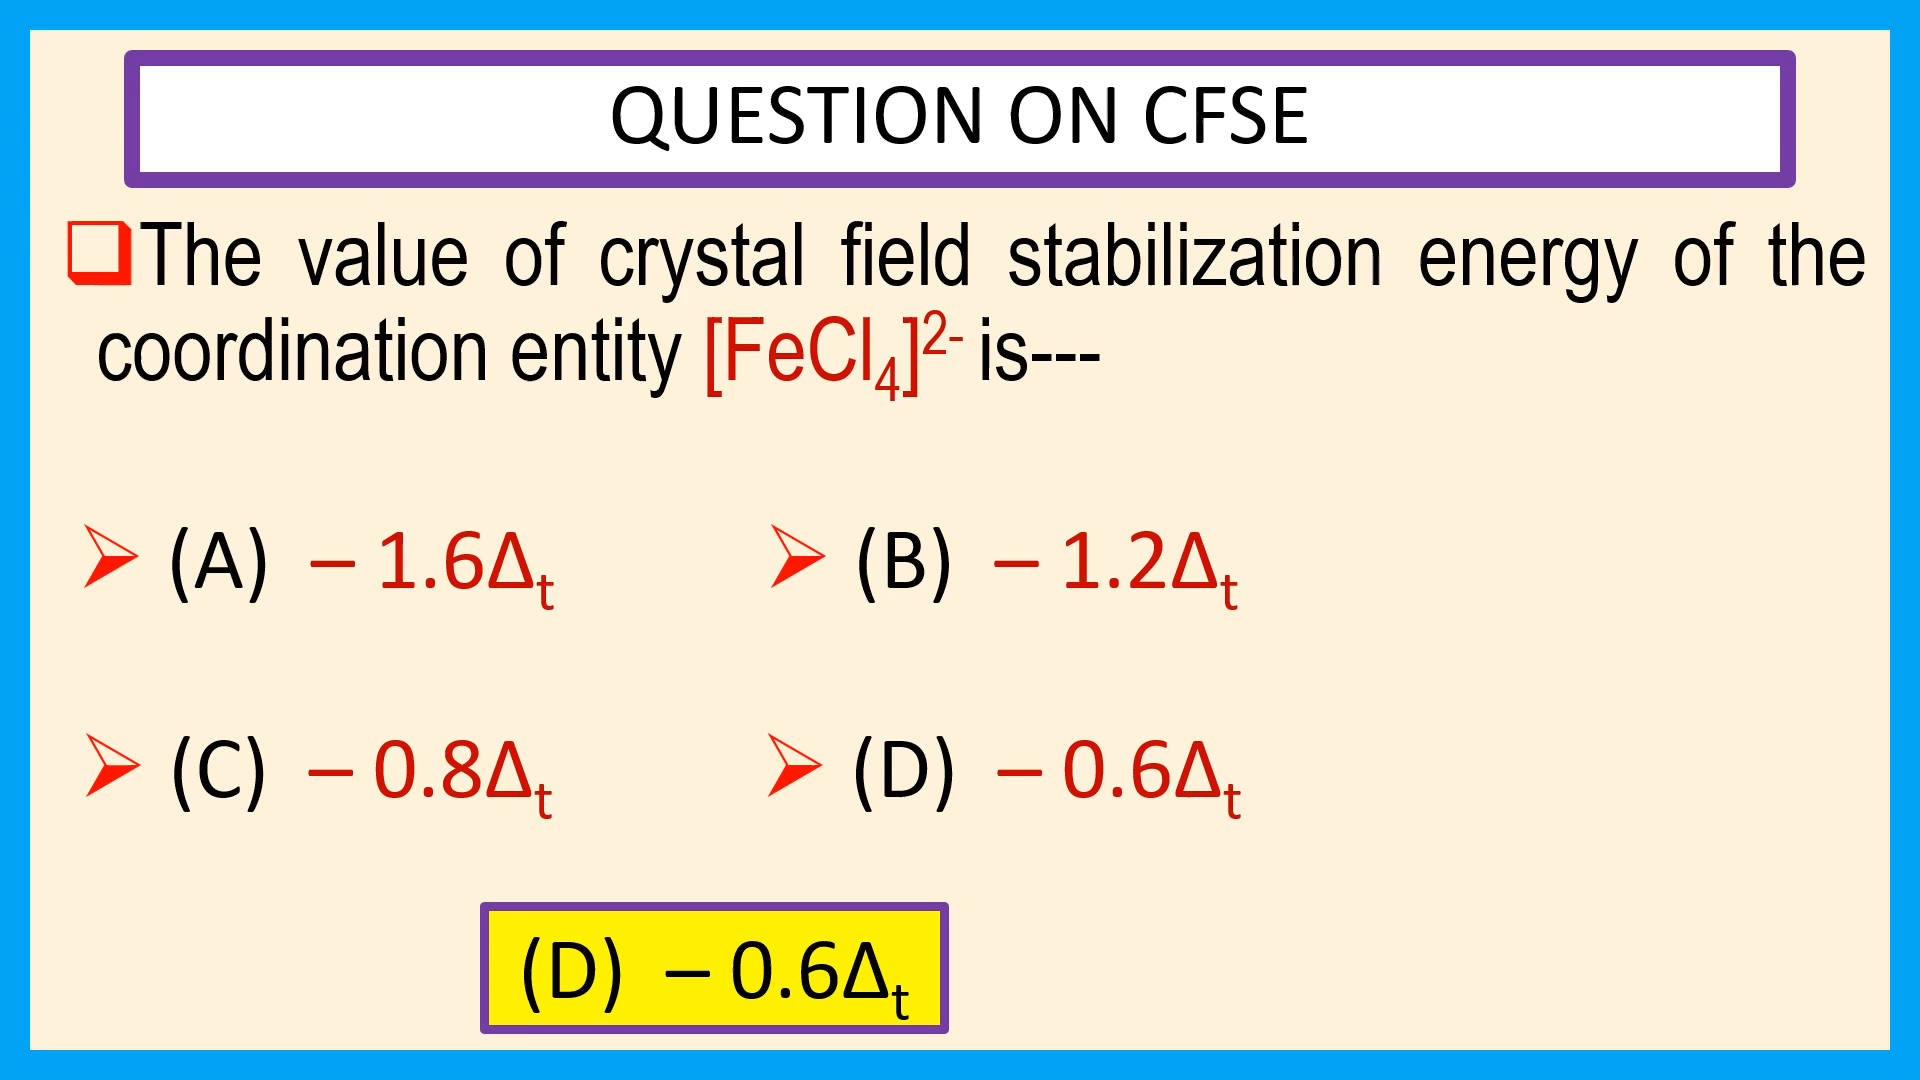 QUESTION ON CFSE
The value of crystal field stabilization energy of the
coordination entity [FeCl₄]²⁻ is---
(A) – 1.6Δₜ (B) – 1.2Δₜ
(C) – 0.8Δₜ (D) – 0.6Δₜ
(D) – 0.6Δₜ